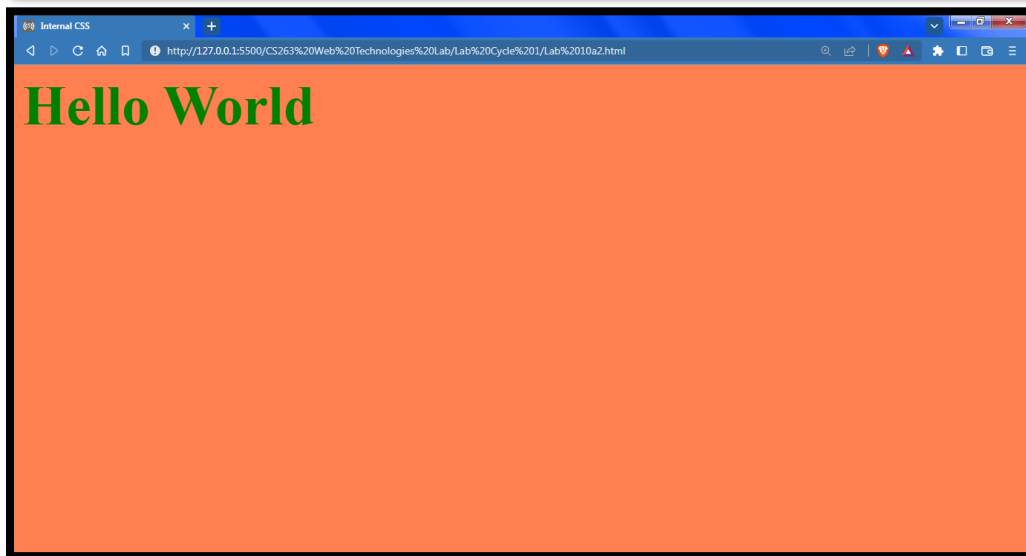 Internal CSS
http://127.0.0.1:5500/CS263%20Web%20Technologies%20Lab/Lab%20Cycle%201/Lab%2010a2.html
Hello World